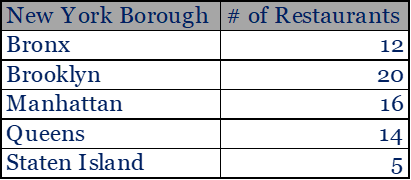 New York Borough # of Restaurants
Bronx 12
Brooklyn 20
Manhattan 16
Queens 14
Staten Island 5